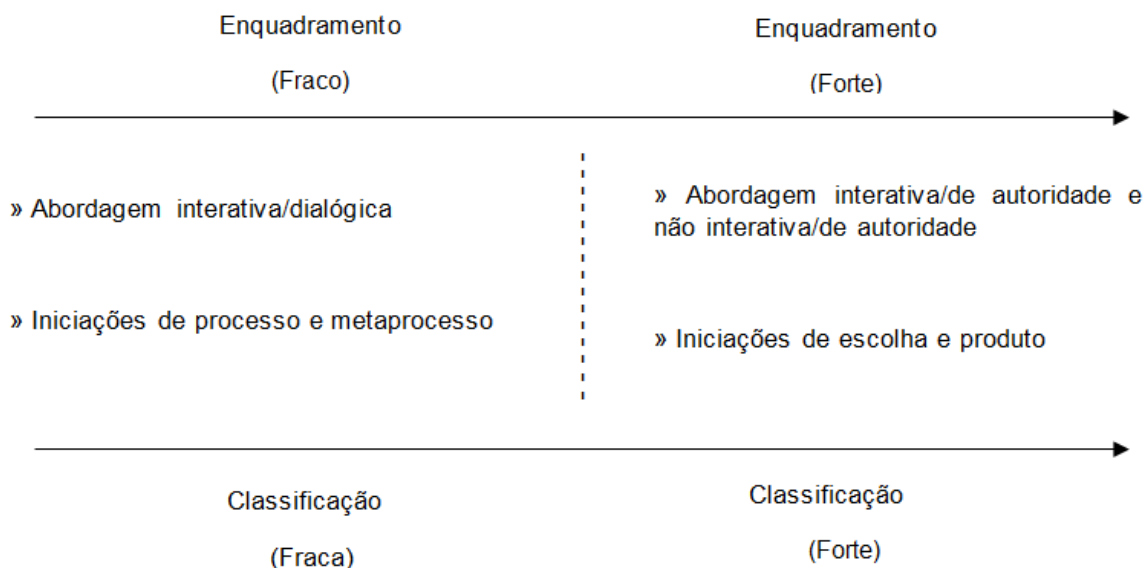 Enquadramento
(Fraco)
Enquadramento
(Forte)
» Abordagem interativa/dialógica
» Iniciações de processo e metaprocesso
» Abordagem interativa/de autoridade e
não interativa/de autoridade
» Iniciações de escolha e produto
Classificação
(Fraca)
Classificação
(Forte)